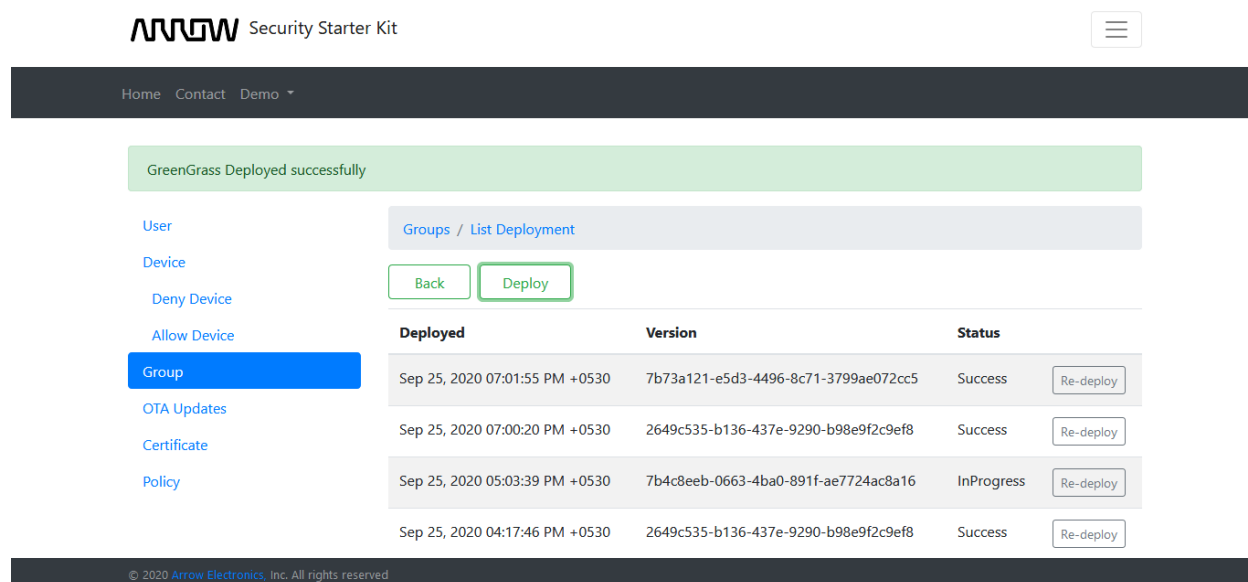 ARROW Security Starter Kit
Home Contact Demo
GreenGrass Deployed successfully
User
Device
Deny Device
Allow Device
Group
OTA Updates
Certificate
Policy
Groups / List Deployment
Back Deploy
Deployed Version Status
Sep 25, 2020 07:01:55 PM +0530 7b73a121-e5d3-4496-8c71-3799ae072cc5 Success Re-deploy
Sep 25, 2020 07:00:20 PM +0530 2649c535-b136-437e-9290-b98e9f2c9ef8 Success Re-deploy
Sep 25, 2020 05:03:39 PM +0530 7b4c8eeb-0663-4ba0-891f-ae7724ac8a16 InProgress Re-deploy
Sep 25, 2020 04:17:46 PM +0530 2649c535-b136-437e-9290-b98e9f2c9ef8 Success Re-deploy
© 2020 Arrow Electronics, Inc. All rights reserved